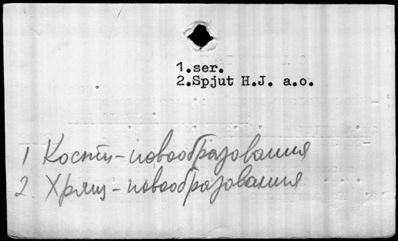 1.ser.
2.Spjut H.J. a.o.
1 Кости-новообразования
2 Хрящ-новообразования